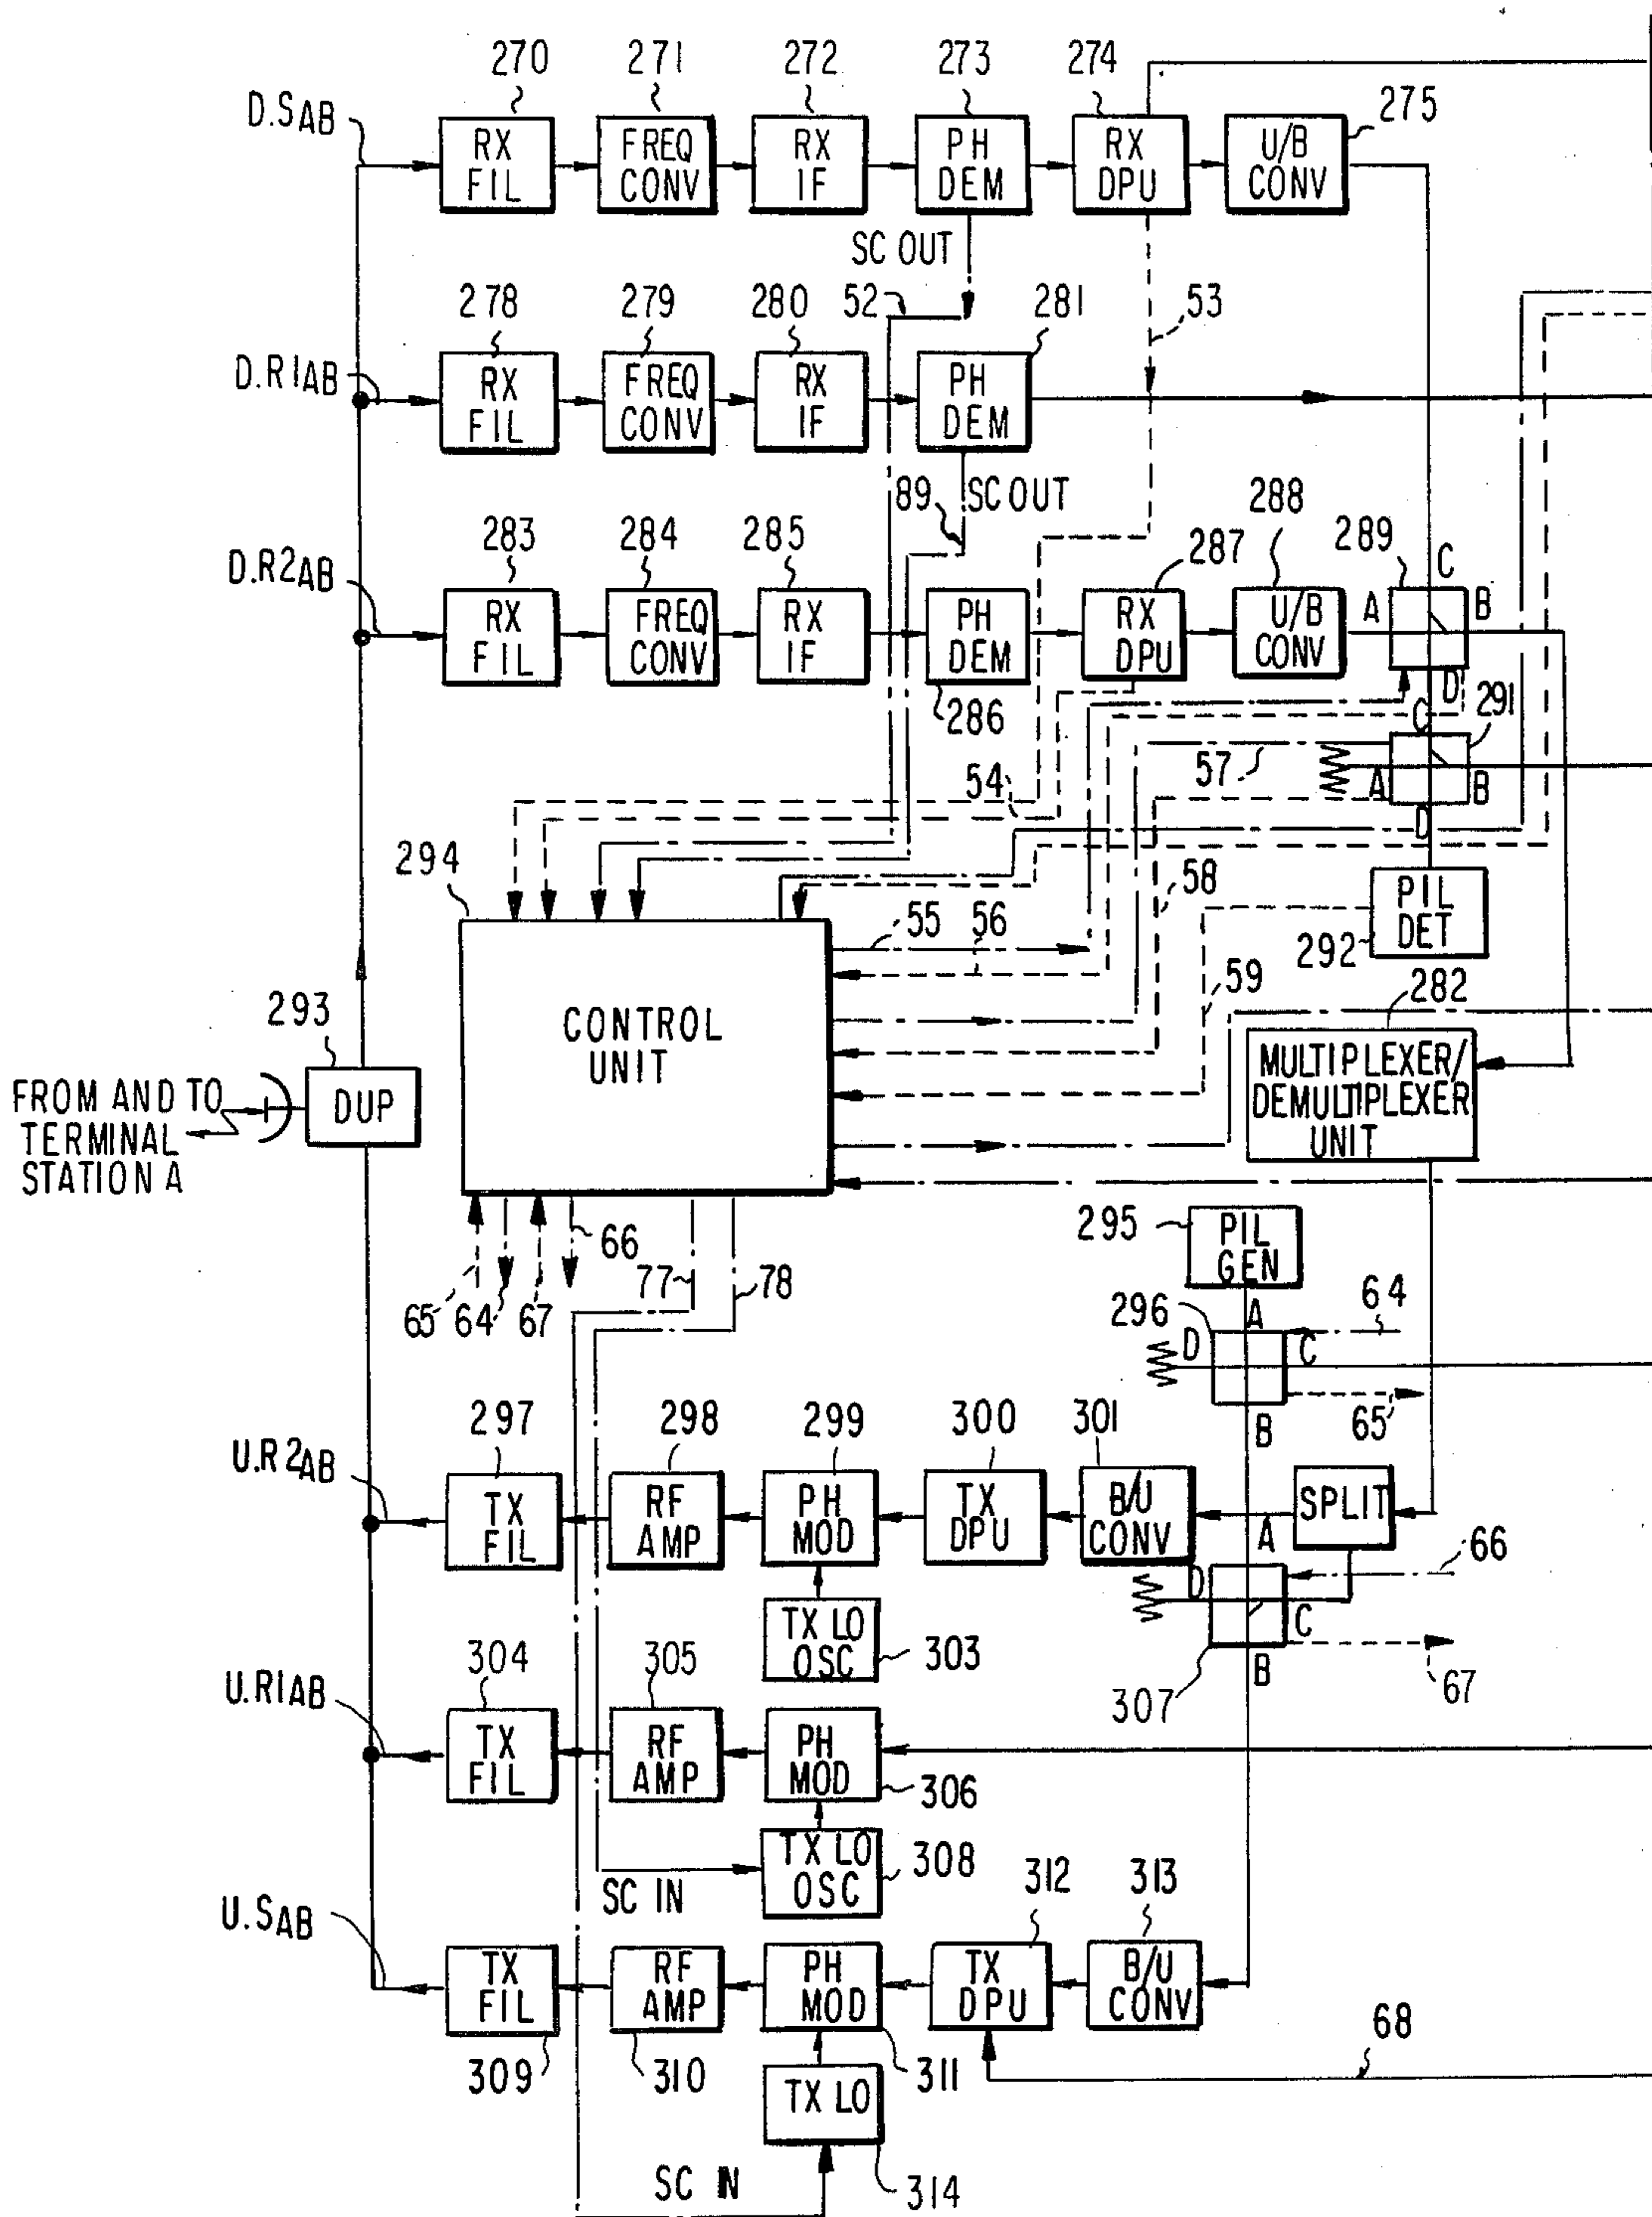 270 271 272 273 274 275
D.SAB
RX FIL
FREQ CONV
RX IF
PH DEM
RX DPU
U/B CONV
SC OUT
278 279 280 52 281 53
D.R1AB
RX FIL
FREQ CONV
RX IF
PH DEM
89 SC OUT
283 284 285 287 288 289
D.R2AB
RX FIL
FREQ CONV
RX IF
PH DEM
RX DPU
U/B CONV
C
A B
D
286
291
C
57
A B
D
54
294
58
PIL DET
292
55 56
59
282
CONTROL UNIT
MULTIPLEXER/
DEMULTIPLEXER
UNIT
293
DUP
FROM AND TO
TERMINAL
STATION A
65 64 67 66 77 78
295
PIL GEN
296
A
64
D C
65
B
297 298 299 300 301
U.R2AB
TX FIL
RF AMP
PH MOD
TX DPU
B/U CONV
SPLIT
A
66
D C
B
67
307
TX LO OSC
303
304 305
U.R1AB
TX FIL
RF AMP
PH MOD
306
TX LO OSC
308
SC IN
312 313
U.SAB
TX FIL
RF AMP
PH MOD
TX DPU
B/U CONV
309 310 311
68
TX LO
314
SC IN